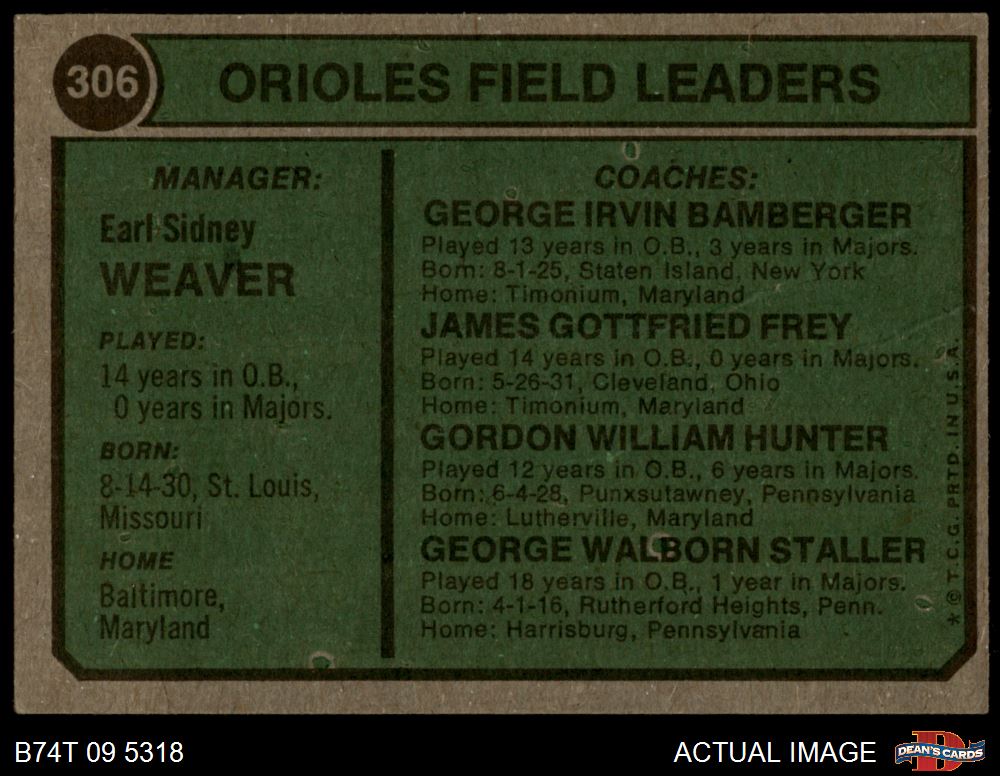 306
ORIOLES FIELD LEADERS
MANAGER:
Earl Sidney
WEAVER
PLAYED:
14 years in O.B.,
0 years in Majors.
BORN:
8-14-30, St. Louis,
Missouri
HOME
Baltimore,
Maryland
COACHES:
GEORGE IRVIN BAMBERGER
Played 13 years in O.B., 3 years in Majors.
Born: 8-1-25, Staten Island, New York
Home: Timonium, Maryland
JAMES GOTTFRIED FREY
Played 14 years in O.B., 0 years in Majors.
Born: 5-26-31, Cleveland, Ohio
Home: Timonium, Maryland
GORDON WILLIAM HUNTER
Played 12 years in O.B., 6 years in Majors.
Born: 6-4-28, Punxsutawney, Pennsylvania
Home: Lutherville, Maryland
GEORGE WALBORN STALLER
Played 18 years in O.B., 1 year in Majors.
Born: 4-1-16, Rutherford Heights, Penn.
Home: Harrisburg, Pennsylvania
* © T.C.G. PRTD. IN U.S.A.
B74T 09 5318
ACTUAL IMAGE
D
DEAN'S CARDS